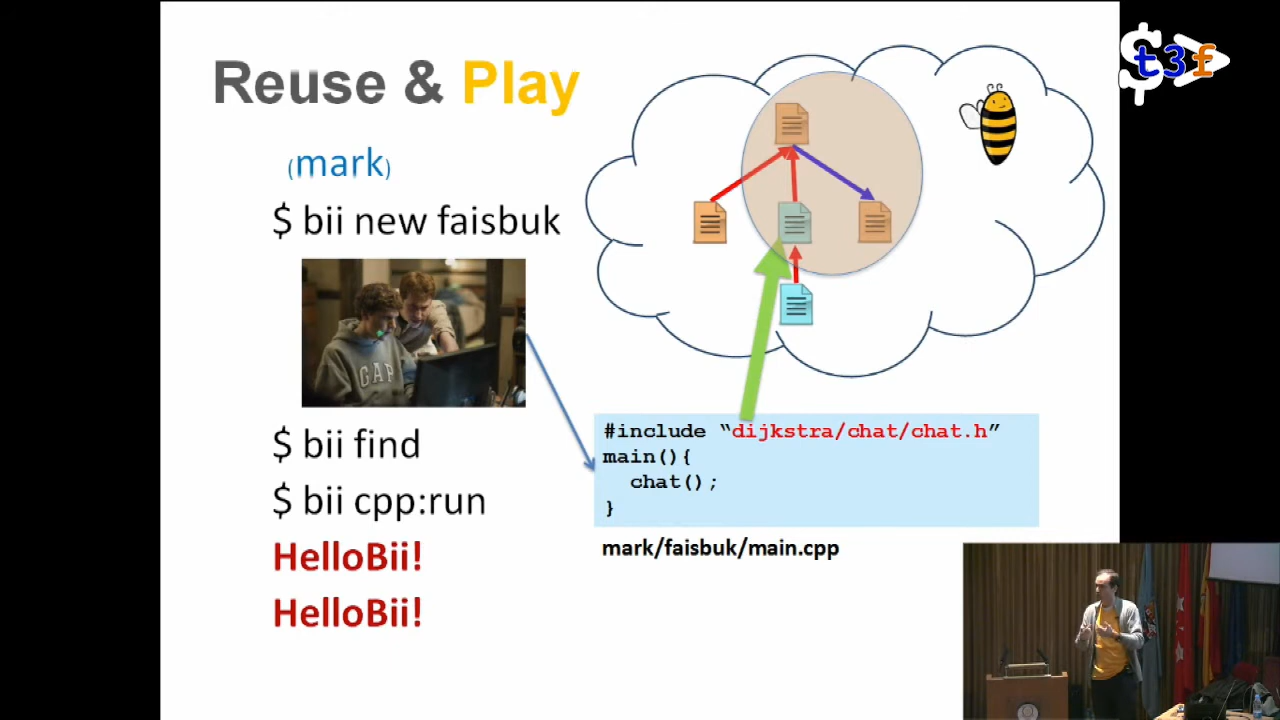 Reuse & Play
(mark)
$ bii new faisbuk
GAP
$ bii find
$ bii cpp:run
HelloBii!
HelloBii!
#include “dijkstra/chat/chat.h”
main(){
chat();
}
mark/faisbuk/main.cpp
$t3f